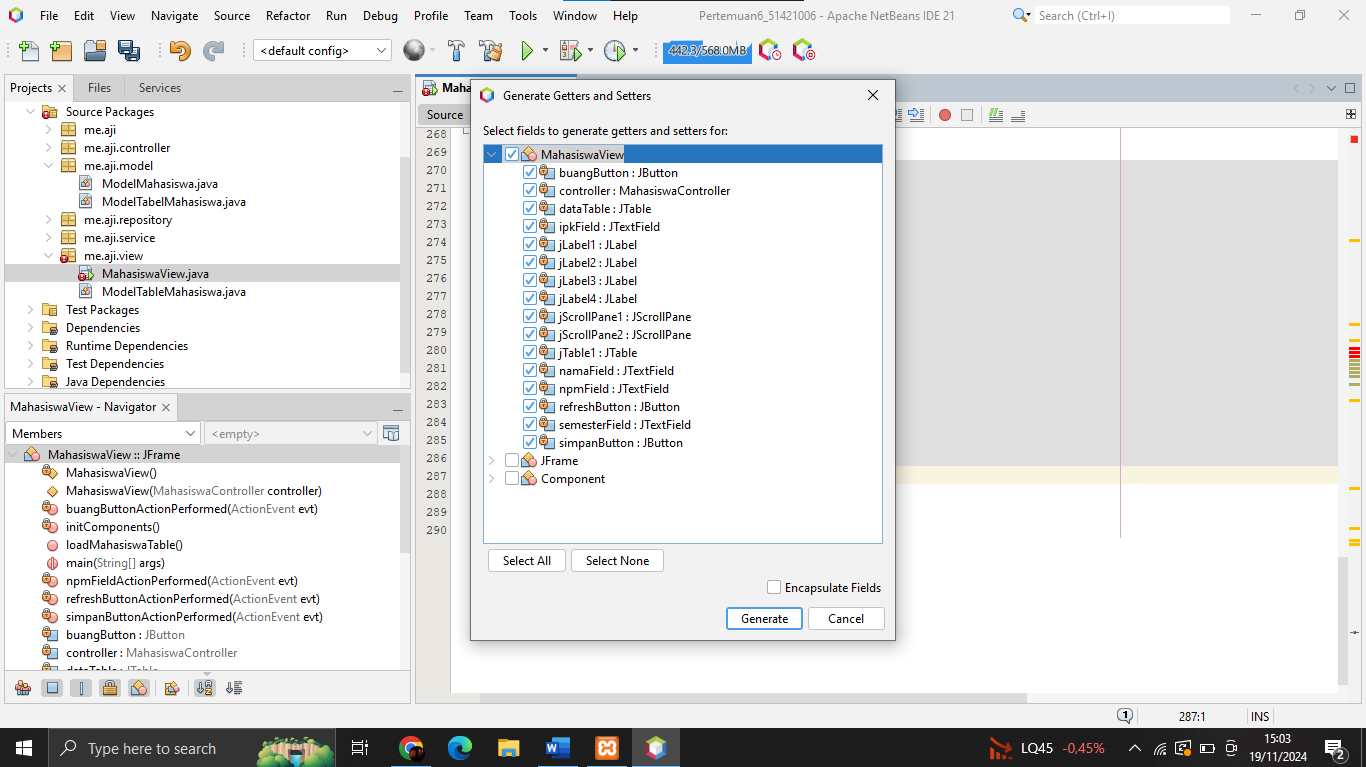 File Edit View Navigate Source Refactor Run Debug Profile Team Tools Window Help Pertemuan6_51421006 - Apache NetBeans IDE 21 Search (Ctrl+I)
<default config> 442.3/568.0MB
Projects Files Services
Source Packages
me.aji
me.aji.controller
me.aji.model
ModelMahasiswa.java
ModelTabelMahasiswa.java
me.aji.repository
me.aji.service
me.aji.view
MahasiswaView.java
ModelTableMahasiswa.java
Test Packages
Dependencies
Runtime Dependencies
Test Dependencies
Java Dependencies
MahasiswaView - Navigator
Members <empty>
MahasiswaView :: JFrame
MahasiswaView()
MahasiswaView(MahasiswaController controller)
buangButtonActionPerformed(ActionEvent evt)
initComponents()
loadMahasiswaTable()
main(String[] args)
npmFieldActionPerformed(ActionEvent evt)
refreshButtonActionPerformed(ActionEvent evt)
simpanButtonActionPerformed(ActionEvent evt)
buangButton : JButton
controller : MahasiswaController
dataTable : JTable
Maha
Source
268
269
270
271
272
273
274
275
276
277
278
279
280
281
282
283
284
285
286
287
288
289
290
Generate Getters and Setters
Select fields to generate getters and setters for:
MahasiswaView
buangButton : JButton
controller : MahasiswaController
dataTable : JTable
ipkField : JTextField
jLabel1 : JLabel
jLabel2 : JLabel
jLabel3 : JLabel
jLabel4 : JLabel
jScrollPane1 : JScrollPane
jScrollPane2 : JScrollPane
jTable1 : JTable
namaField : JTextField
npmField : JTextField
refreshButton : JButton
semesterField : JTextField
simpanButton : JButton
JFrame
Component
Select All Select None
Encapsulate Fields
Generate Cancel
1 287:1 INS
Type here to search LQ45 -0,45% 15:03
19/11/2024 2